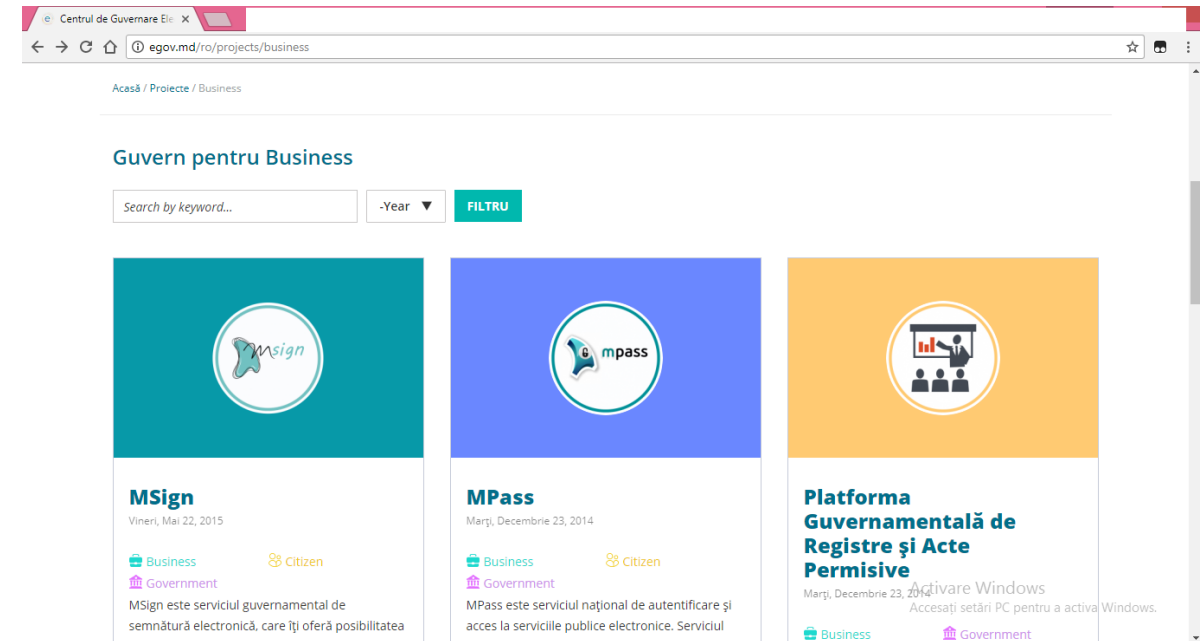 Centrul de Guvernare Ele
egov.md/ro/projects/business
Acasă / Proiecte / Business
Guvern pentru Business
Search by keyword...
-Year
FILTRU
Msign
G mpass
MSign
Vineri, Mai 22, 2015
Business
Citizen
Government
MSign este serviciul guvernamental de
semnătură electronică, care îţi oferă posibilitatea
MPass
Marţi, Decembrie 23, 2014
Business
Citizen
Government
MPass este serviciul naţional de autentificare şi
acces la serviciile publice electronice. Serviciul
Platforma
Guvernamentală de
Registre şi Acte
Permisive
Marţi, Decembrie 23, 2014
Business
Government
Activare Windows
Accesați setări PC pentru a activa Windows.